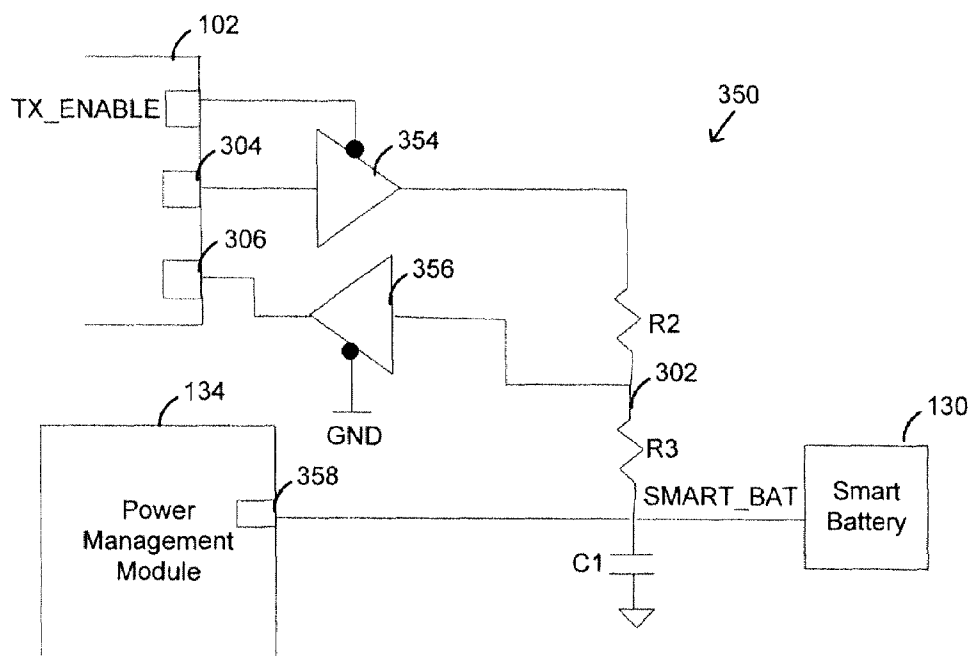 102
TX_ENABLE
350
354
304
306
356
R2
302
134
GND
130
R3
358
SMART_BAT
Smart
Battery
Power
Management
Module
C1